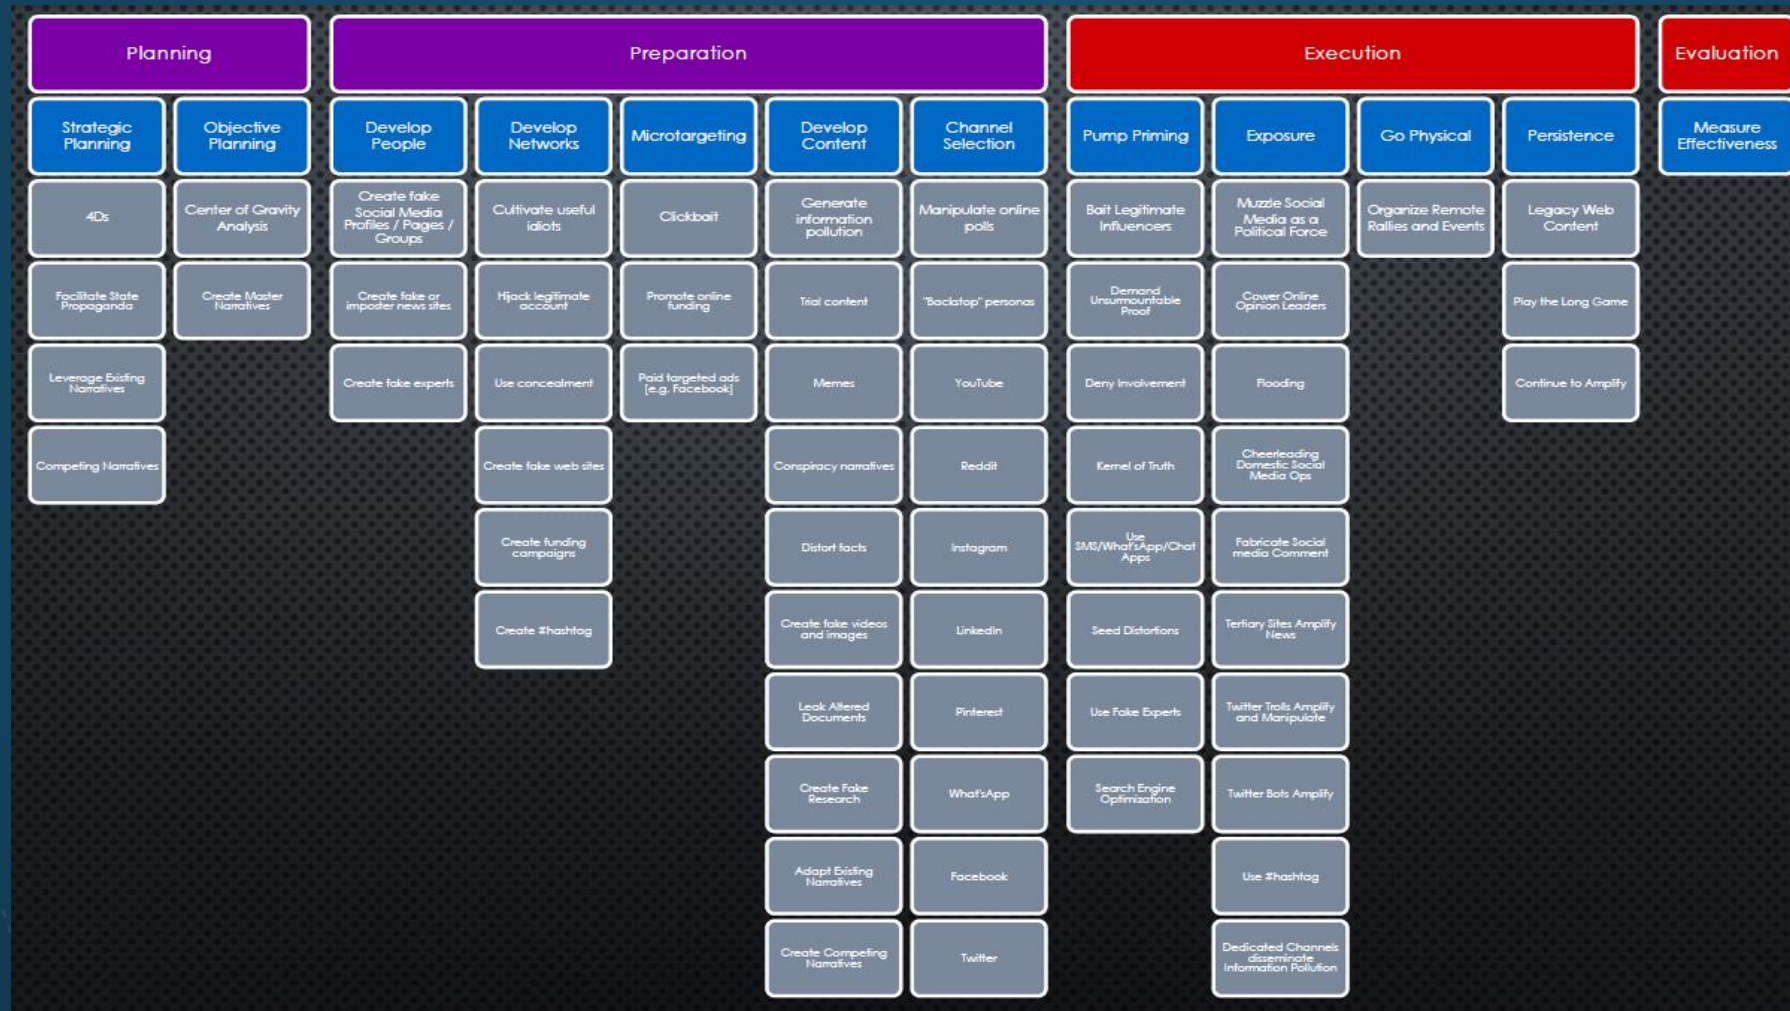 Planning
Preparation
Execution
Evaluation
Strategic
Planning
Objective
Planning
Develop
People
Develop
Networks
Microtargeting
Develop
Content
Channel
Selection
Pump Priming
Exposure
Go Physical
Persistence
Measure
Effectiveness
4Ds
Center of Gravity
Analysis
Create fake
Social Media
Profiles / Pages /
Groups
Cultivate useful
idiots
Clickbait
Generate
information
pollution
Manipulate online
polls
Bait Legitimate
Influencers
Muzzle Social
Media as a
Political Force
Organize Remote
Rallies and Events
Legacy Web
Content
Facilitate State
Propaganda
Create Master
Narratives
Create fake or
imposter news sites
Hijack legitimate
account
Promote online
funding
Trial content
"Backstop" personas
Demand
Unsurmountable
Proof
Cower Online
Opinion Leaders
Play the Long Game
Leverage Existing
Narratives
Create fake experts
Use concealment
Paid targeted ads
[e.g. Facebook]
Memes
YouTube
Deny Involvement
Flooding
Continue to Amplify
Competing Narratives
Create fake web sites
Conspiracy narratives
Reddit
Kernel of Truth
Cheerleading
Domestic Social
Media Ops
Create funding
campaigns
Distort facts
Instagram
Use
SMS/What'sApp/Chat
Apps
Fabricate Social
media Comment
Create #hashtag
Create fake videos
and images
LinkedIn
Seed Distortions
Tertiary Sites Amplify
News
Leak Altered
Documents
Pinterest
Use Fake Experts
Twitter Trolls Amplify
and Manipulate
Create Fake
Research
What'sApp
Search Engine
Optimization
Twitter Bots Amplify
Adapt Existing
Narratives
Facebook
Use #hashtag
Create Competing
Narratives
Twitter
Dedicated Channels
disseminate
Information Pollution